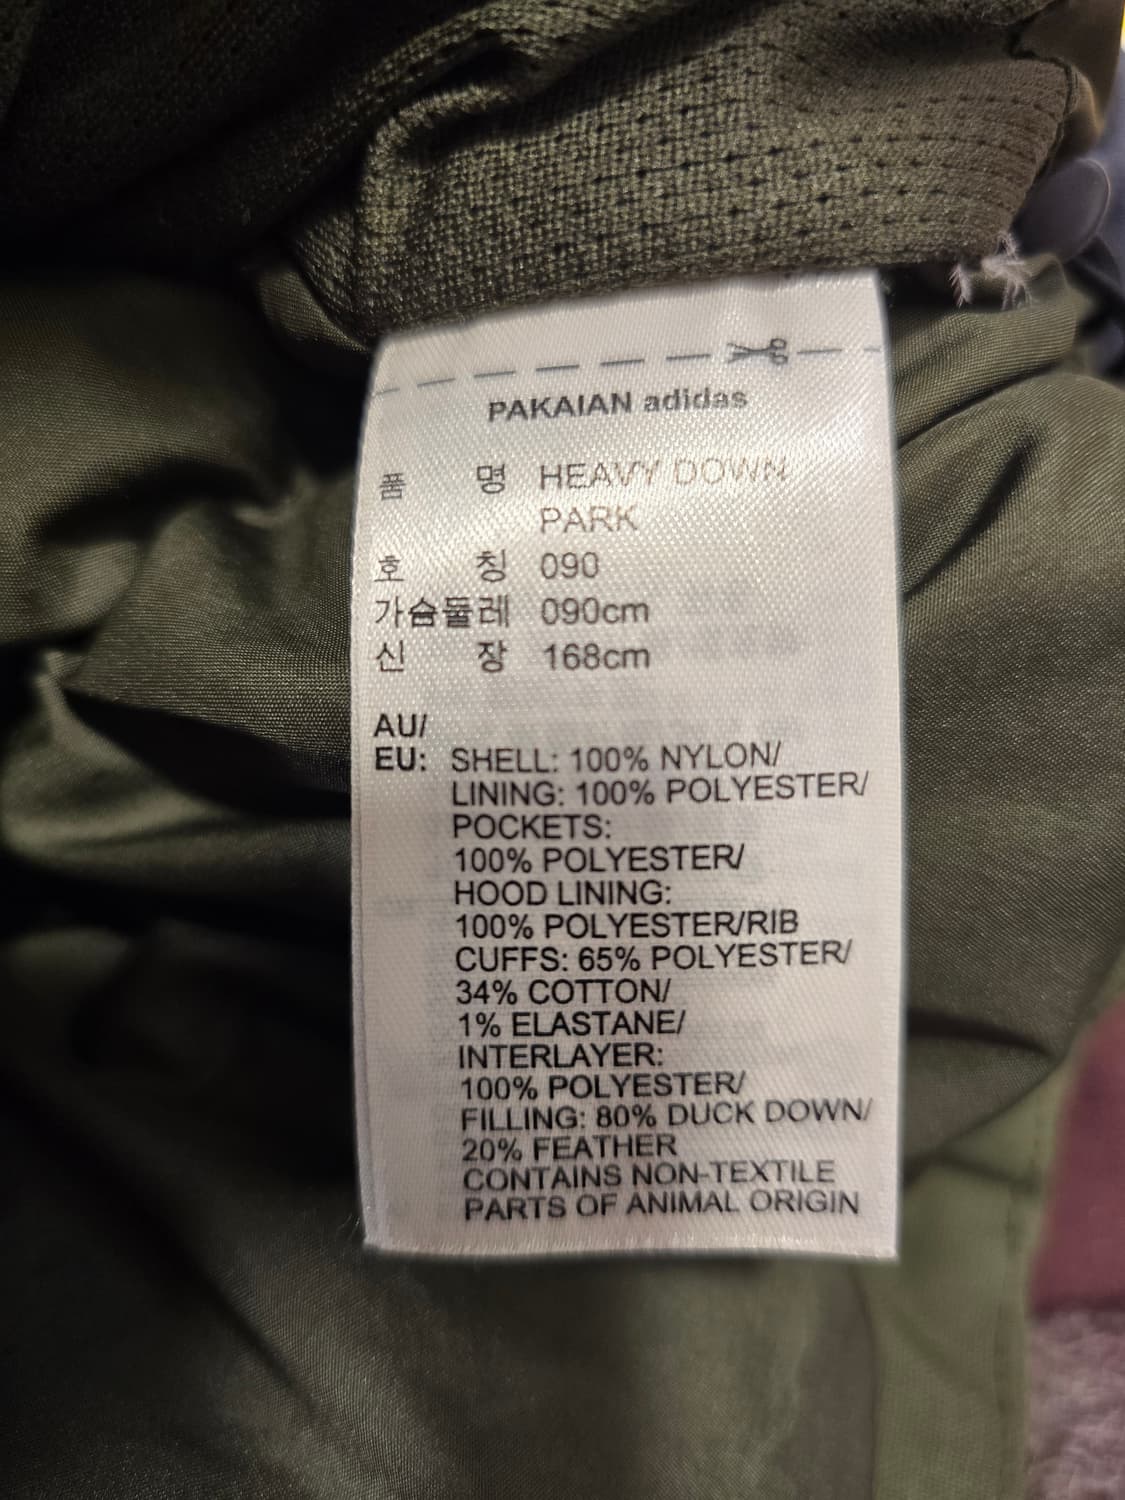 PAKAIAN adidas
품 명 HEAVY DOWN
PARK
호 칭 090
가슴둘레 090cm
신 장 168cm
AU/
EU: SHELL: 100% NYLON/
LINING: 100% POLYESTER/
POCKETS:
100% POLYESTER/
HOOD LINING:
100% POLYESTER/RIB
CUFFS: 65% POLYESTER/
34% COTTON/
1% ELASTANE/
INTERLAYER:
100% POLYESTER/
FILLING: 80% DUCK DOWN/
20% FEATHER
CONTAINS NON-TEXTILE
PARTS OF ANIMAL ORIGIN